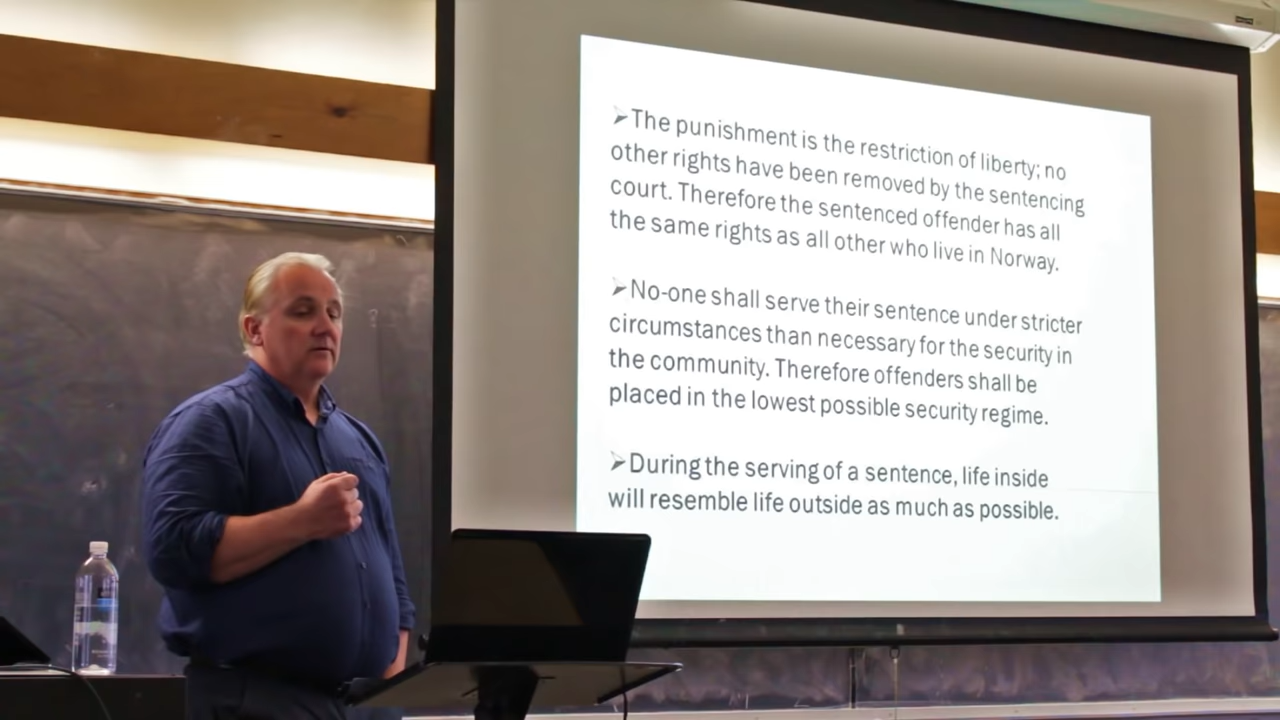 ➢The punishment is the restriction of liberty; no
other rights have been removed by the sentencing
court. Therefore the sentenced offender has all
the same rights as all other who live in Norway.
➢No-one shall serve their sentence under stricter
circumstances than necessary for the security in
the community. Therefore offenders shall be
placed in the lowest possible security regime.
➢During the serving of a sentence, life inside
will resemble life outside as much as possible.